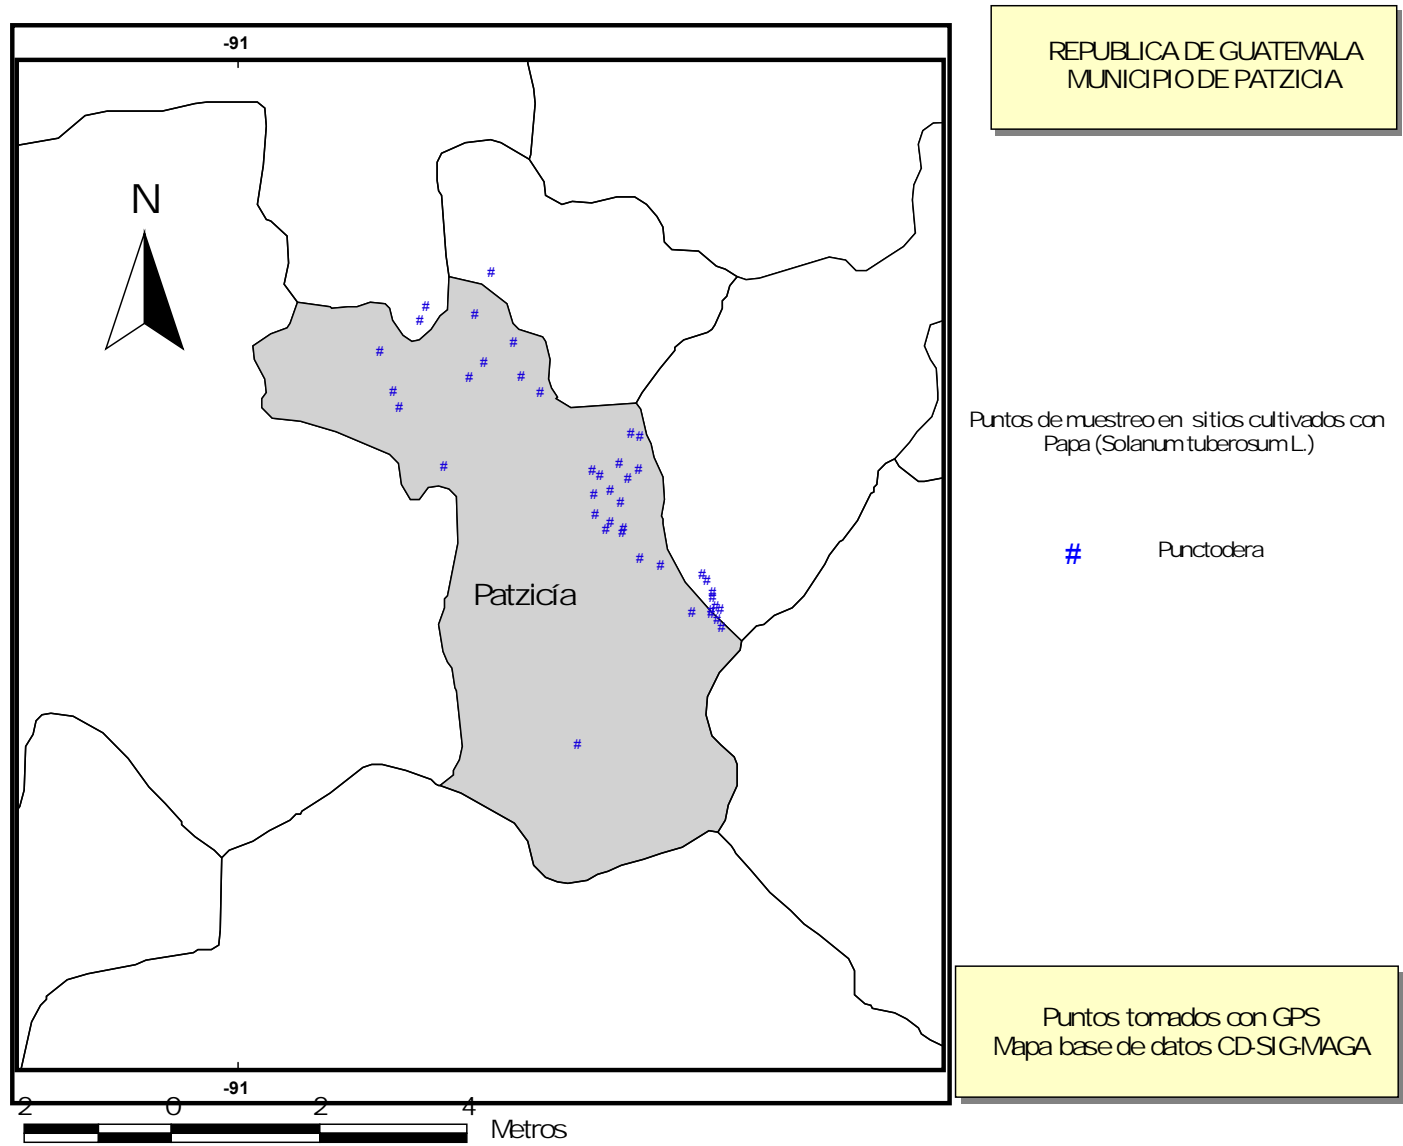 -91
REPUBLICA DE GUATEMALA
MUNICIPIO DE PATZICIA
N
Puntos de muestreo en sitios cultivados con
Papa (Solanum tuberosum L.)
# Punctodera
Patzicía
Puntos tomados con GPS
Mapa base de datos CD-SIG-MAGA
-91
2 0 2 4 Metros